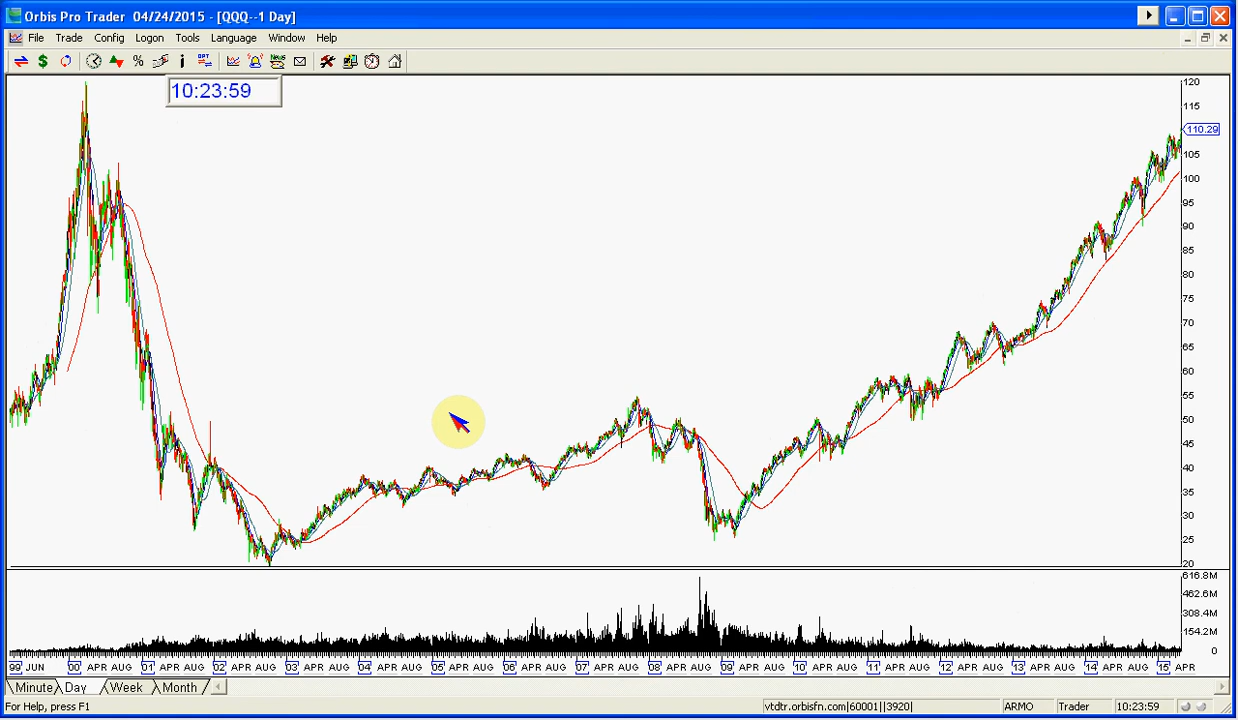 Orbis Pro Trader 04/24/2015 - [QQQ--1 Day]
File Trade Config Logon Tools Language Window Help
10:23:59
120
115
110.29
105
100
95
90
85
80
75
70
65
60
55
50
45
40
35
30
25
20
616.8M
462.6M
308.4M
154.2M
0
99 JUN 00 APR AUG 01 APR AUG 02 APR AUG 03 APR AUG 04 APR AUG 05 APR AUG 06 APR AUG 07 APR AUG 08 APR AUG 09 APR AUG 10 APR AUG 11 APR AUG 12 APR AUG 13 APR AUG 14 APR AUG 15 APR
Minute Day Week Month
For Help, press F1 vtdtr.orbisfn.com|60001||3920| ARMO Trader 10:23:59